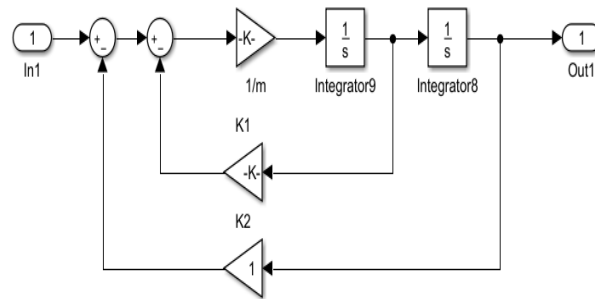 1
In1
+
−
+
−
-K-
1/m
1
s
Integrator9
1
s
Integrator8
1
Out1
K1
-K-
K2
1